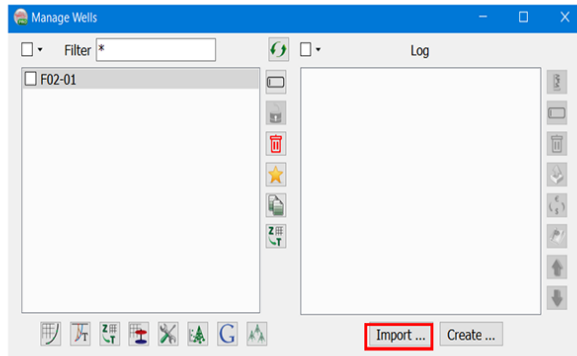 Manage Wells
Filter *
Log
F02-01
Z
T
Z
T
G
Import ...
Create ...